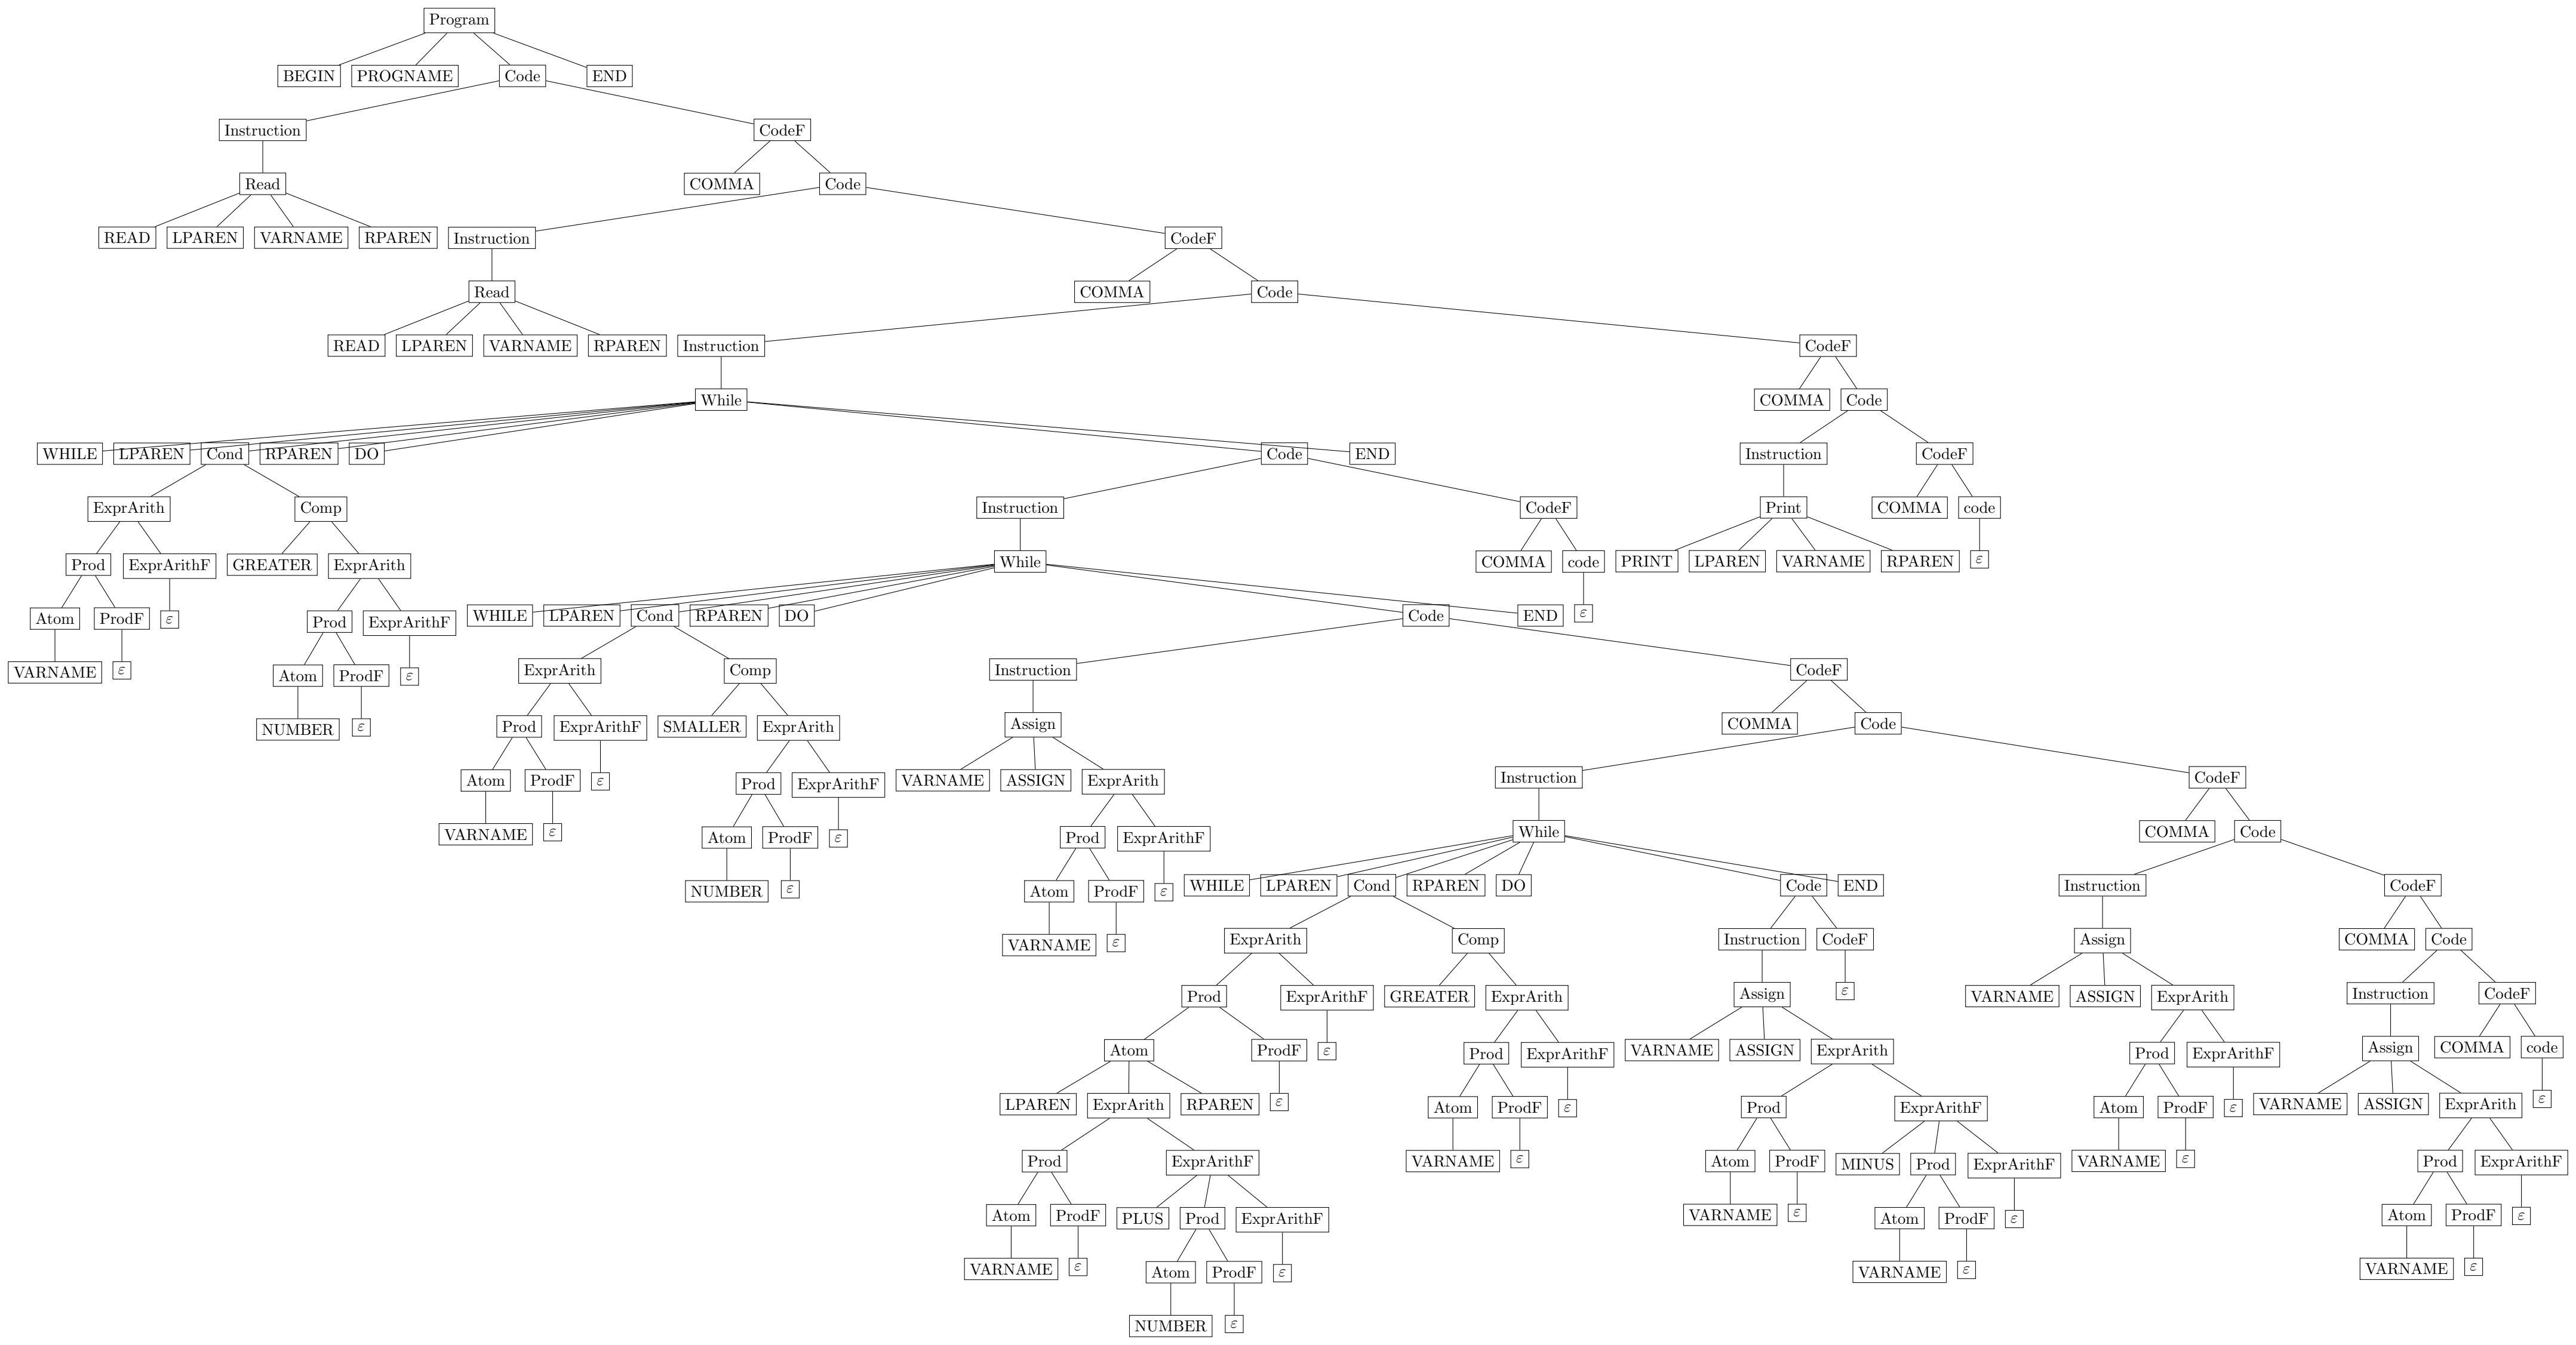 Program
BEGIN PROGNAME Code END
Instruction CodeF
Read COMMA Code
READ LPAREN VARNAME RPAREN Instruction CodeF
Read COMMA Code
READ LPAREN VARNAME RPAREN Instruction CodeF
While COMMA Code
WHILE LPAREN Cond RPAREN DO Code END Instruction CodeF
ExprArith Comp Instruction CodeF Print COMMA code
Prod ExprArithF GREATER ExprArith While COMMA code PRINT LPAREN VARNAME RPAREN ε
Atom ProdF ε Prod ExprArithF WHILE LPAREN Cond RPAREN DO Code END ε
VARNAME ε Atom ProdF ε ExprArith Comp Instruction CodeF
NUMBER ε Prod ExprArithF SMALLER ExprArith Assign COMMA Code
Atom ProdF ε Prod ExprArithF VARNAME ASSIGN ExprArith Instruction CodeF
VARNAME ε Atom ProdF ε Prod ExprArithF While COMMA Code
NUMBER ε Atom ProdF ε WHILE LPAREN Cond RPAREN DO Code END Instruction CodeF
VARNAME ε ExprArith Comp Instruction CodeF Assign COMMA Code
Prod ExprArithF GREATER ExprArith Assign ε VARNAME ASSIGN ExprArith Instruction CodeF
Atom ProdF ε Prod ExprArithF VARNAME ASSIGN ExprArith Prod ExprArithF Assign COMMA code
LPAREN ExprArith RPAREN ε Atom ProdF ε Prod ExprArithF Atom ProdF ε VARNAME ASSIGN ExprArith ε
Prod ExprArithF VARNAME ε Atom ProdF MINUS Prod ExprArithF VARNAME ε Prod ExprArithF
Atom ProdF PLUS Prod ExprArithF VARNAME ε Atom ProdF ε Atom ProdF ε
VARNAME ε Atom ProdF ε VARNAME ε VARNAME ε
NUMBER ε